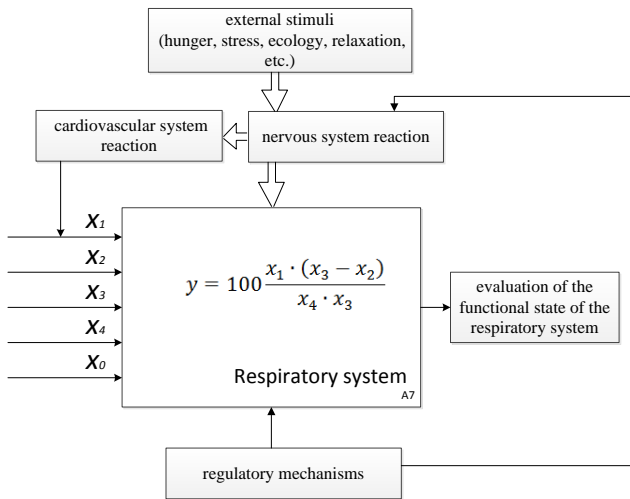 external stimuli
(hunger, stress, ecology, relaxation,
etc.)
cardiovascular system
reaction
nervous system reaction
X₁
X₂
X₃
X₄
X₀
y = 100 x₁ · (x₃ − x₂) / x₄ · x₃
Respiratory system
A7
evaluation of the
functional state of the
respiratory system
regulatory mechanisms